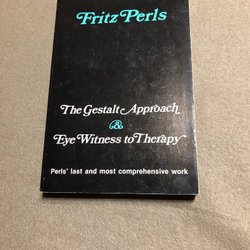 Fritz Perls
The Gestalt Approach
&
Eye Witness to Therapy
Perls' last and most comprehensive work